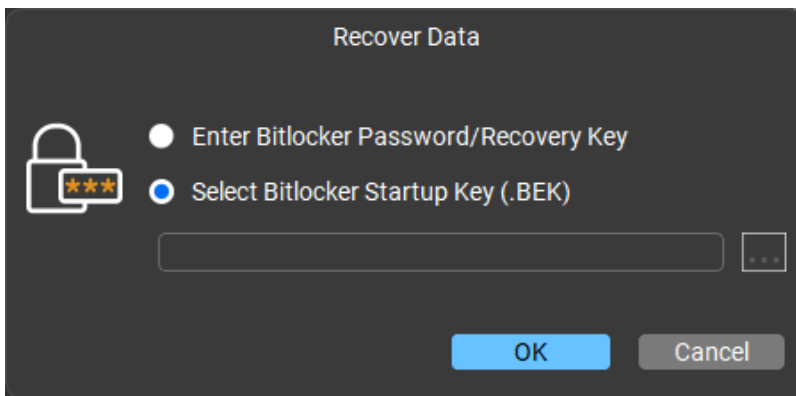 Recover Data
Enter Bitlocker Password/Recovery Key
***
Select Bitlocker Startup Key (.BEK)
...
OK
Cancel